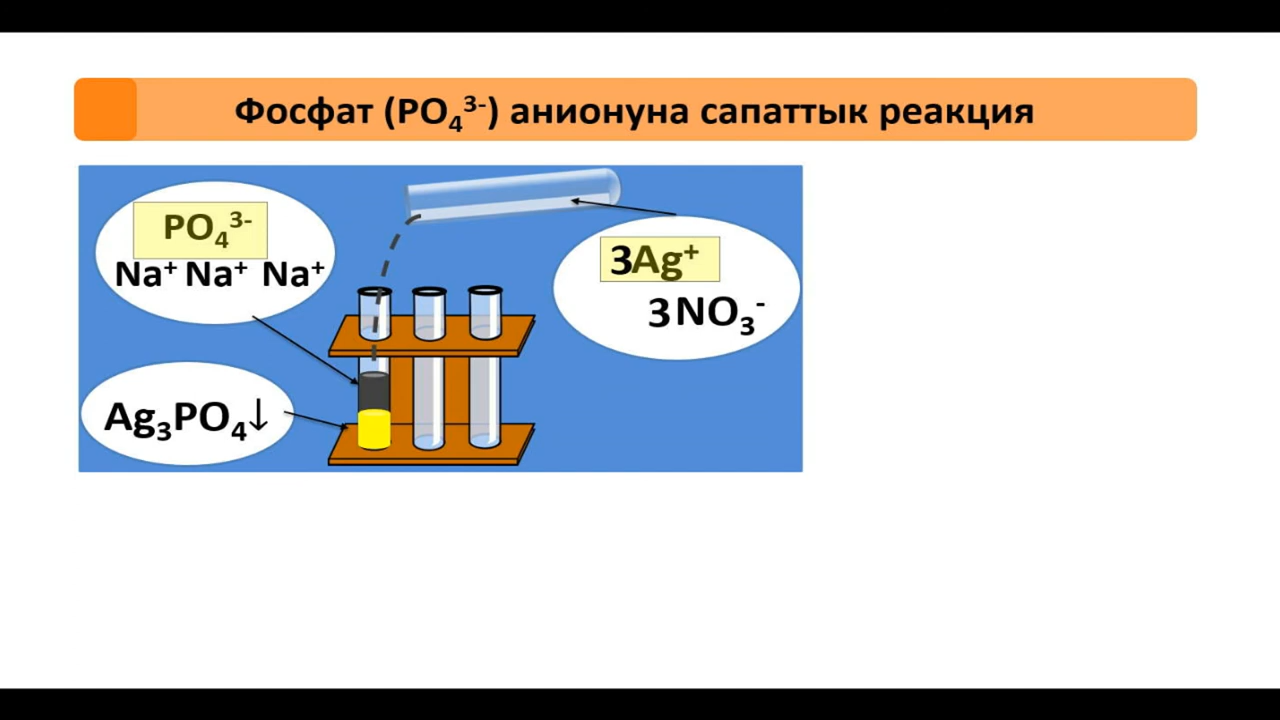 Фосфат (PO₄³⁻) анионуна сапаттык реакция
PO₄³⁻
Na⁺ Na⁺ Na⁺
3Ag⁺
3NO₃⁻
Ag₃PO₄↓